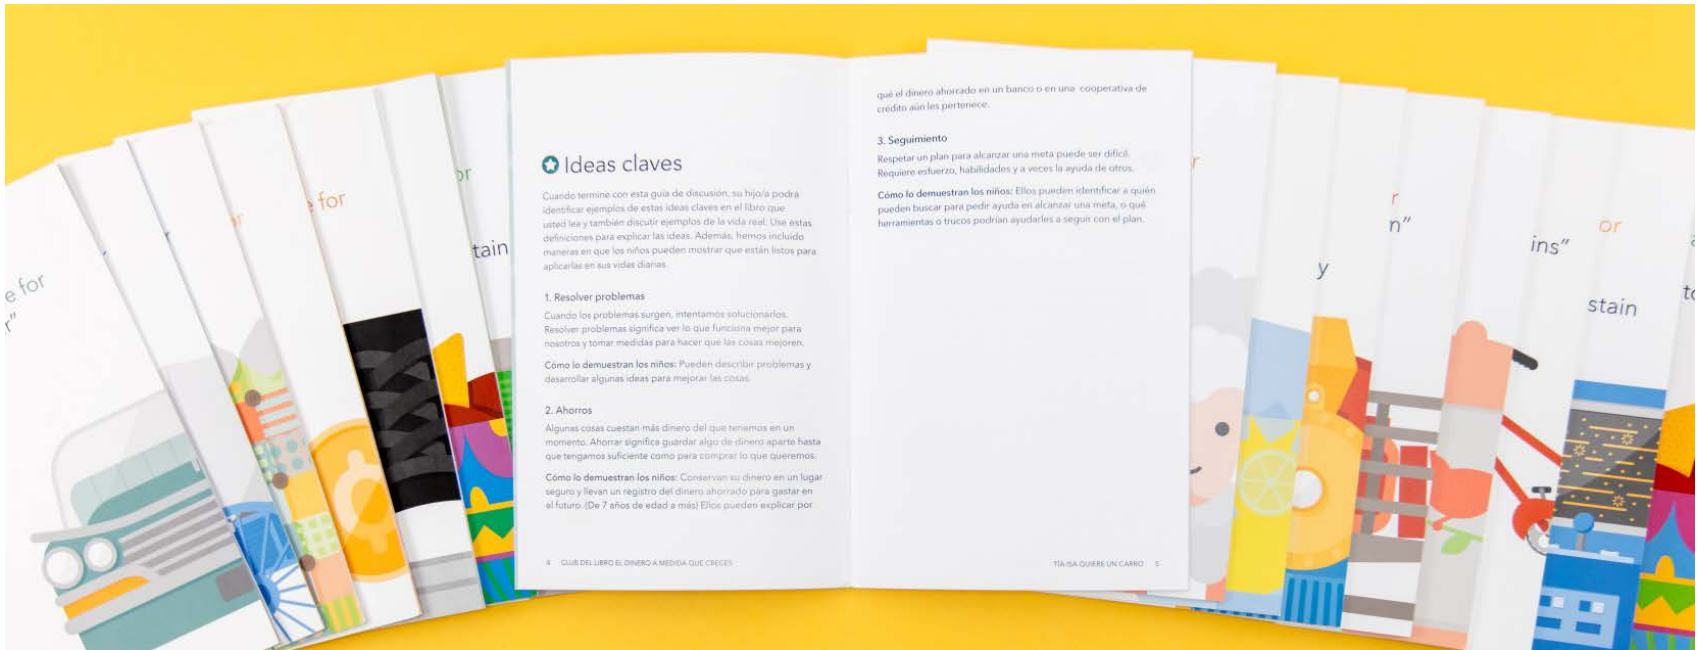 e for
r"
or
e for
or
tain
Ideas claves
Cuando termine con esta guía de discusión, su hijo/a podrá
identificar ejemplos de estas ideas claves en el libro que
usted lea y también discutir ejemplos de la vida real. Use estas
definiciones para explicar las ideas. Además, hemos incluido
maneras en que los niños pueden mostrar que están listos para
aplicarlas en sus vidas diarias.
1. Resolver problemas
Cuando los problemas surgen, intentamos solucionarlos.
Resolver problemas significa ver lo que funciona mejor para
nosotros y tomar medidas para hacer que las cosas mejoren.
Cómo lo demuestran los niños: Pueden describir problemas y
desarrollar algunas ideas para mejorar las cosas.
2. Ahorros
Algunas cosas cuestan más dinero del que tenemos en un
momento. Ahorrar significa guardar algo de dinero aparte hasta
que tengamos suficiente como para comprar lo que queremos.
Cómo lo demuestran los niños: Conservan su dinero en un lugar
seguro y llevan un registro del dinero ahorrado para gastar en
el futuro. (De 7 años de edad a más) Ellos pueden explicar por
4 CLUB DEL LIBRO EL DINERO A MEDIDA QUE CRECES
qué el dinero ahorrado en un banco o en una cooperativa de
crédito aún les pertenece.
3. Seguimiento
Respetar un plan para alcanzar una meta puede ser difícil.
Requiere esfuerzo, habilidades y a veces la ayuda de otros.
Cómo lo demuestran los niños: Ellos pueden identificar a quién
pueden buscar para pedir ayuda en alcanzar una meta, o qué
herramientas o trucos podrían ayudarles a seguir con el plan.
TÍA ISA QUIERE UN CARRO 5
r
y
r
n"
ins"
or
stain
to